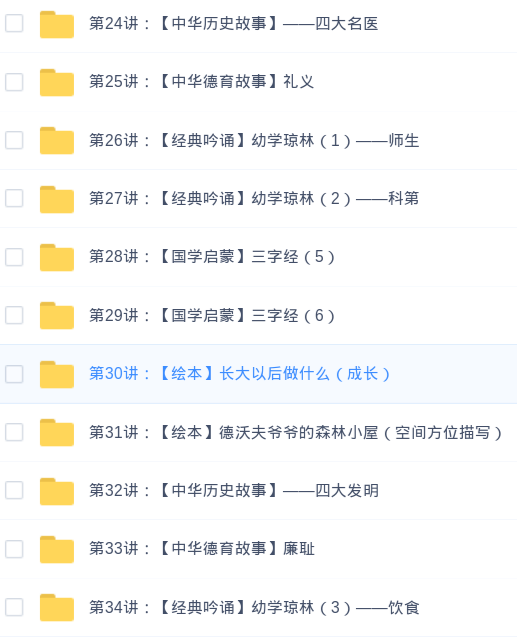 第24讲：【中华历史故事】——四大名医
第25讲：【中华德育故事】礼义
第26讲：【经典吟诵】幼学琼林（1）——师生
第27讲：【经典吟诵】幼学琼林（2）——科第
第28讲：【国学启蒙】三字经（5）
第29讲：【国学启蒙】三字经（6）
第30讲：【绘本】长大以后做什么（成长）
第31讲：【绘本】德沃夫爷爷的森林小屋（空间方位描写）
第32讲：【中华历史故事】——四大发明
第33讲：【中华德育故事】廉耻
第34讲：【经典吟诵】幼学琼林（3）——饮食